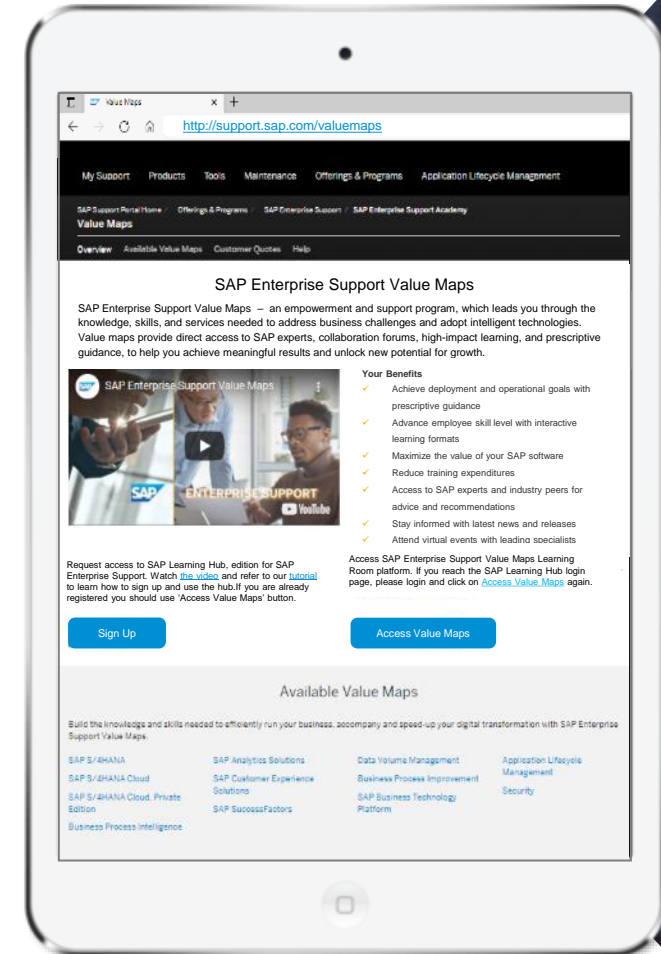 Value Maps
http://support.sap.com/valuemaps
My Support Products Tools Maintenance Offerings & Programs Application Lifecycle Management
SAP Support Portal Home / Offerings & Programs / SAP Enterprise Support / SAP Enterprise Support Academy
Value Maps
Overview Available Value Maps Customer Quotes Help
SAP Enterprise Support Value Maps
SAP Enterprise Support Value Maps – an empowerment and support program, which leads you through the
knowledge, skills, and services needed to address business challenges and adopt intelligent technologies.
Value maps provide direct access to SAP experts, collaboration forums, high-impact learning, and prescriptive
guidance, to help you achieve meaningful results and unlock new potential for growth.
SAP Enterprise Support Value Maps
SAP ENTERPRISE SUPPORT
YouTube
Your Benefits
✓ Achieve deployment and operational goals with
prescriptive guidance
✓ Advance employee skill level with interactive
learning formats
✓ Maximize the value of your SAP software
✓ Reduce training expenditures
✓ Access to SAP experts and industry peers for
advice and recommendations
✓ Stay informed with latest news and releases
✓ Attend virtual events with leading specialists
Request access to SAP Learning Hub, edition for SAP
Enterprise Support. Watch the video and refer to our tutorial
to learn how to sign up and use the hub.If you are already
registered you should use 'Access Value Maps' button.
Sign Up
Access SAP Enterprise Support Value Maps Learning
Room platform. If you reach the SAP Learning Hub login
page, please login and click on Access Value Maps again.
Access Value Maps
Available Value Maps
Build the knowledge and skills needed to efficiently run your business, accompany and speed-up your digital transformation with SAP Enterprise
Support Value Maps.
SAP S/4HANA
SAP S/4HANA Cloud
SAP S/4HANA Cloud, Private
Edition
Business Process Intelligence
SAP Analytics Solutions
SAP Customer Experience
Solutions
SAP SuccessFactors
Data Volume Management
Business Process Improvement
SAP Business Technology
Platform
Application Lifecycle
Management
Security